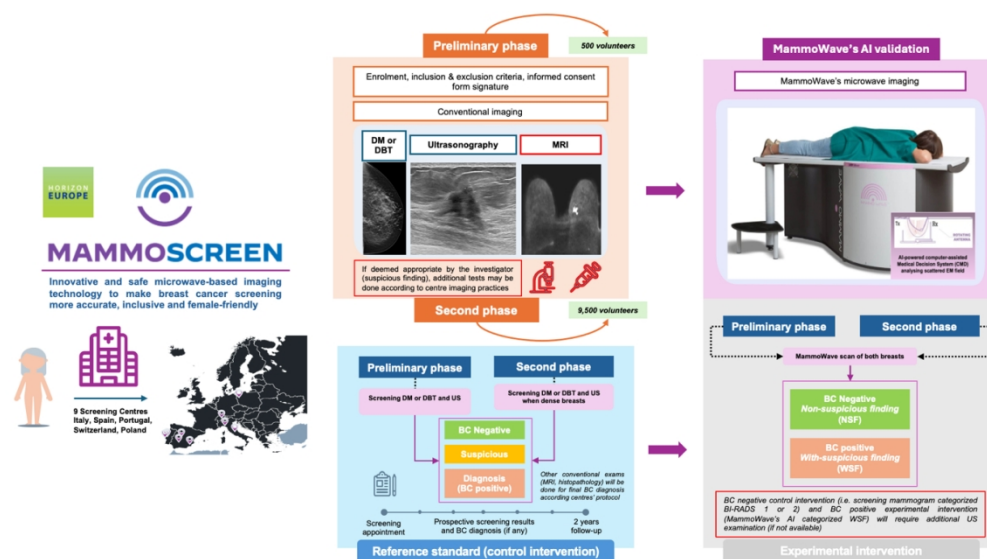 HORIZON
EUROPE
MAMMOSCREEN
Innovative and safe microwave-based imaging
technology to make breast cancer screening
more accurate, inclusive and female-friendly
9 Screening Centres
Italy, Spain, Portugal,
Switzerland, Poland
Preliminary phase
500 volunteers
Enrolment, inclusion & exclusion criteria, informed consent
form signature
Conventional imaging
DM or
DBT
Ultrasonography
MRI
If deemed appropriate by the investigator
(suspicious finding), additional tests may be
done according to centre imaging practices
Second phase
9,500 volunteers
Preliminary phase
Second phase
Screening DM or DBT and US
Screening DM or DBT and US
when dense breasts
BC Negative
Suspicious
Diagnosis
(BC positive)
Other conventional exams
(MRI, histopathology) will be
done for final BC diagnosis
according centres' protocol
Screening
appointment
Prospective screening results
and BC diagnosis (if any)
2 years
follow-up
Reference standard (control intervention)
MammoWave's AI validation
MammoWave's microwave imaging
Tx
Rx
AI-powered computer-assisted
Medical Decision System (CMD)
analysing scattered EM field
Preliminary phase
Second phase
MammoWave scan of both breasts
BC Negative
Non-suspicious finding
(NSF)
BC positive
With-suspicious finding
(WSF)
BC negative control intervention (i.e. screening mammogram categorized
BI-RADS 1 or 2) and BC positive experimental intervention
(MammoWave's AI categorized WSF) will require additional US
examination (if not available)
Experimental intervention